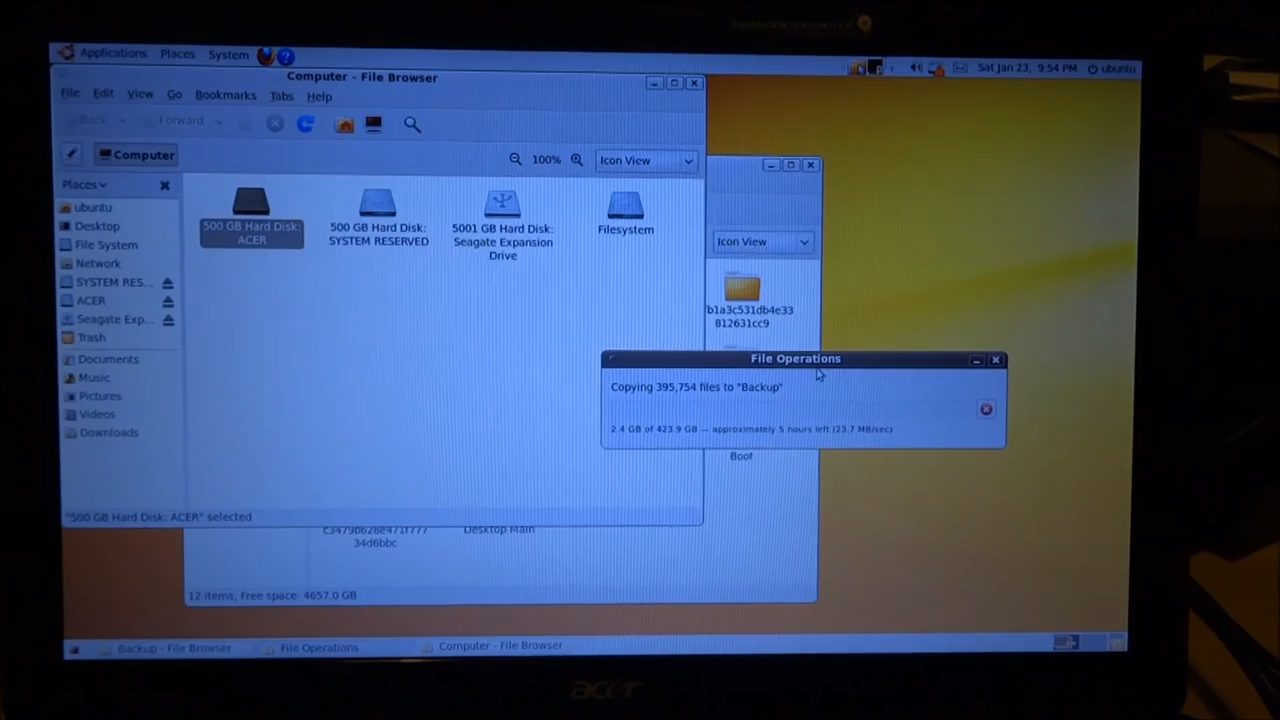 Applications Places System
Sat Jan 23, 9:54 PM ubuntu
Computer - File Browser
File Edit View Go Bookmarks Tabs Help
Back Forward
Computer
100%
Icon View
Places
ubuntu
Desktop
File System
Network
SYSTEM RES...
ACER
Seagate Exp...
Trash
Documents
Music
Pictures
Videos
Downloads
500 GB Hard Disk:
ACER
500 GB Hard Disk:
SYSTEM RESERVED
5001 GB Hard Disk:
Seagate Expansion
Drive
Filesystem
"500 GB Hard Disk: ACER" selected
Icon View
b1a3c531db4e33
812631cc9
File Operations
Copying 395,754 files to "Backup"
2.4 GB of 423.9 GB — approximately 5 hours left (23.7 MB/sec)
Boot
c3479b628e471f777
34d6bbc
Desktop Main
12 items, Free space: 4657.0 GB
Backup - File Browser
File Operations
Computer - File Browser
acer